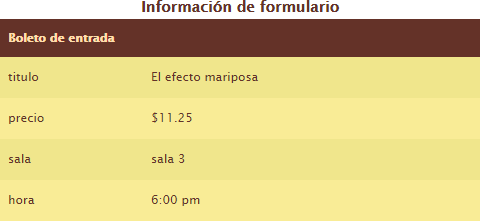 Información de formulario
Boleto de entrada
titulo El efecto mariposa
precio $11.25
sala sala 3
hora 6:00 pm